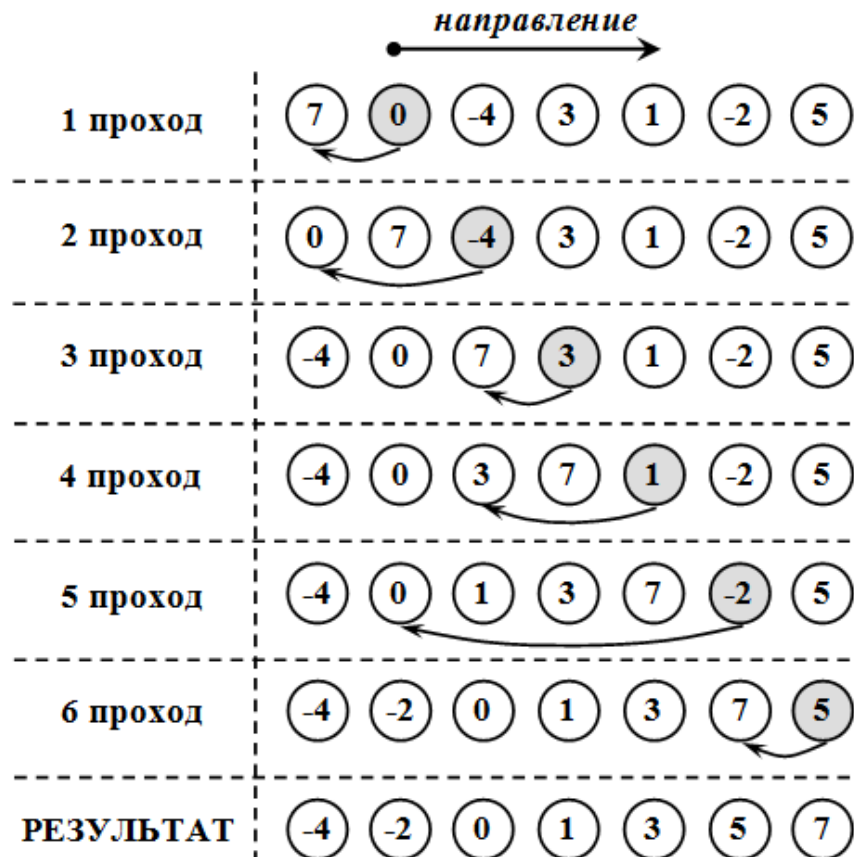 направление
1 проход 7 0 -4 3 1 -2 5
2 проход 0 7 -4 3 1 -2 5
3 проход -4 0 7 3 1 -2 5
4 проход -4 0 3 7 1 -2 5
5 проход -4 0 1 3 7 -2 5
6 проход -4 -2 0 1 3 7 5
РЕЗУЛЬТАТ -4 -2 0 1 3 5 7